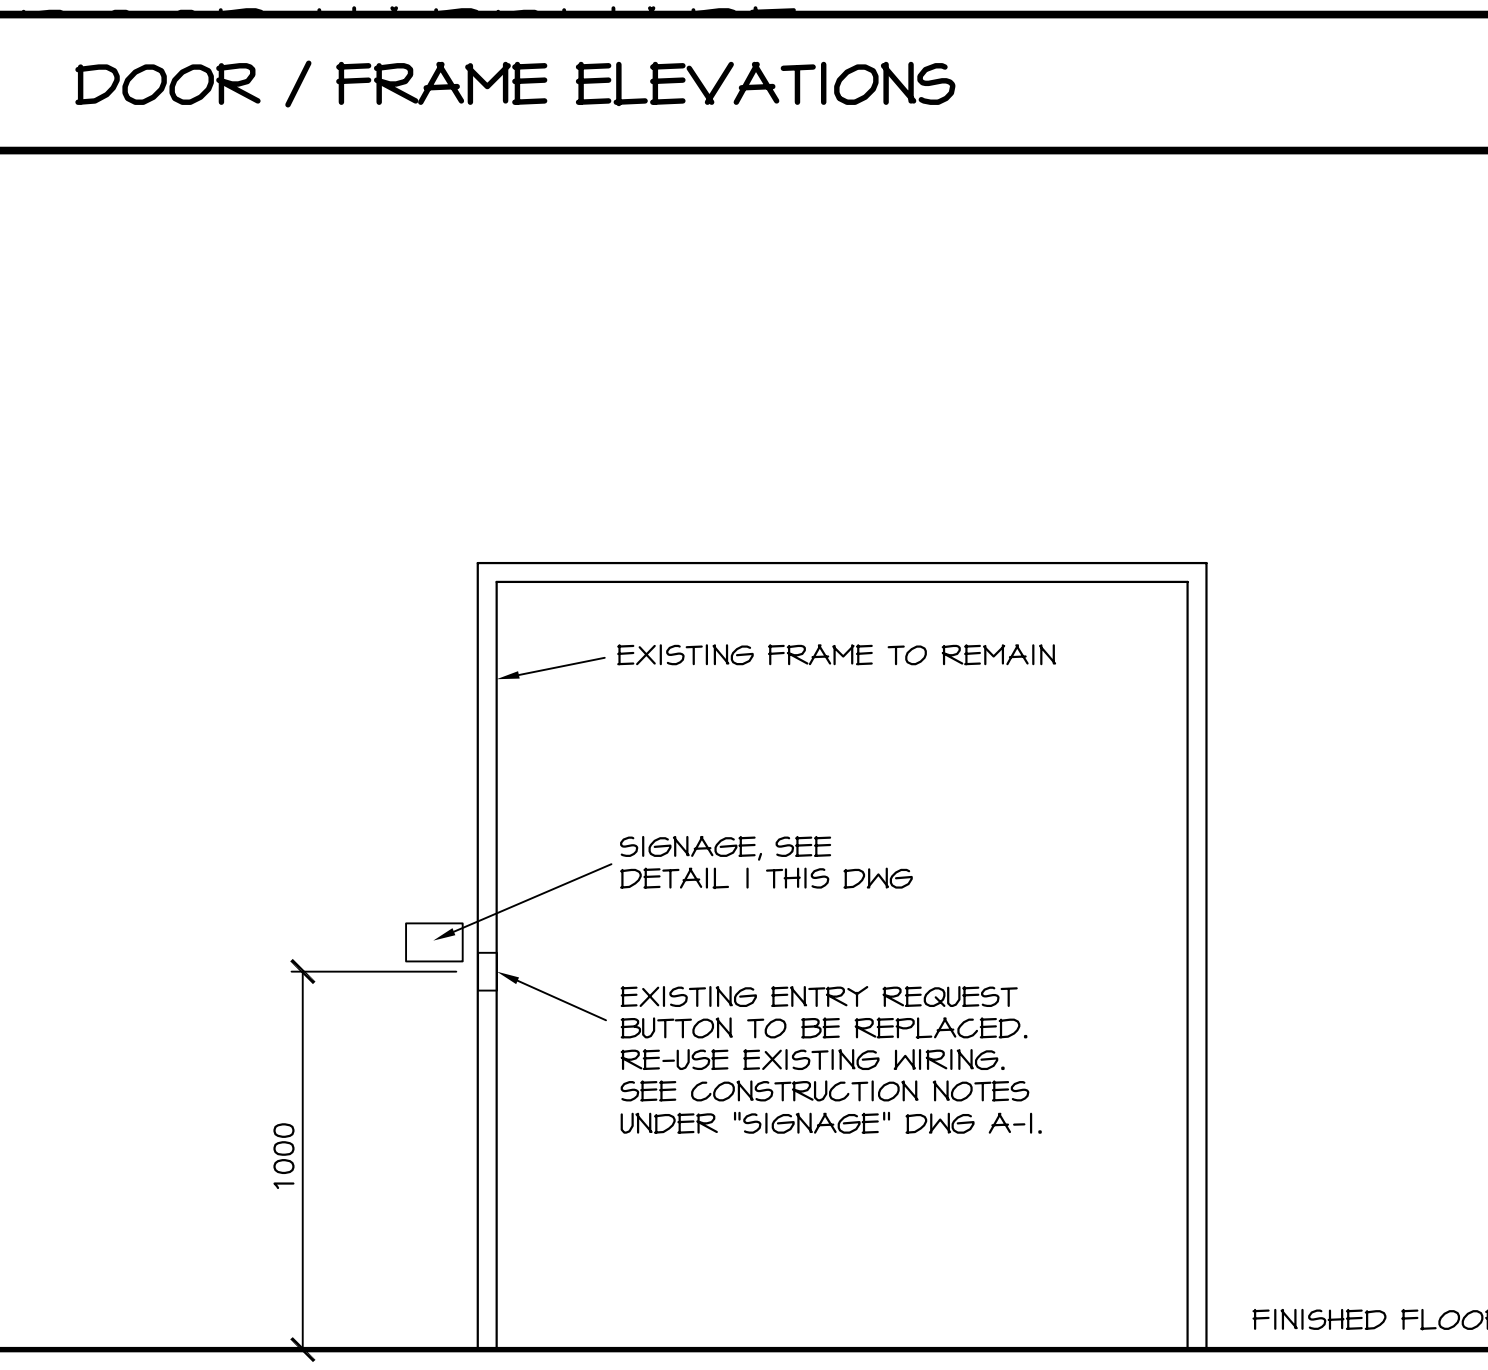 DOOR / FRAME ELEVATIONS
EXISTING FRAME TO REMAIN
SIGNAGE, SEE
DETAIL 1 THIS DWG
EXISTING ENTRY REQUEST
BUTTON TO BE REPLACED.
RE-USE EXISTING WIRING.
SEE CONSTRUCTION NOTES
UNDER "SIGNAGE" DWG A-1.
1000
FINISHED FLOOR